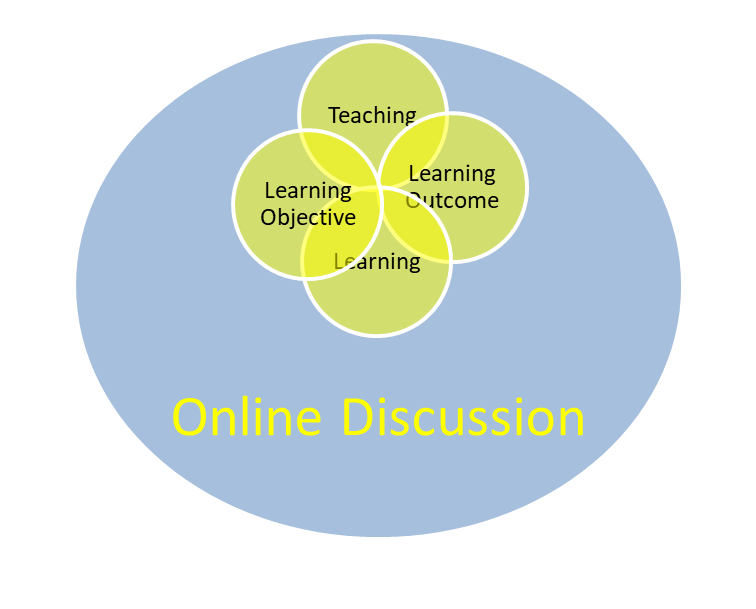 Teaching
Learning
Outcome
Learning
Objective
Learning
Online Discussion